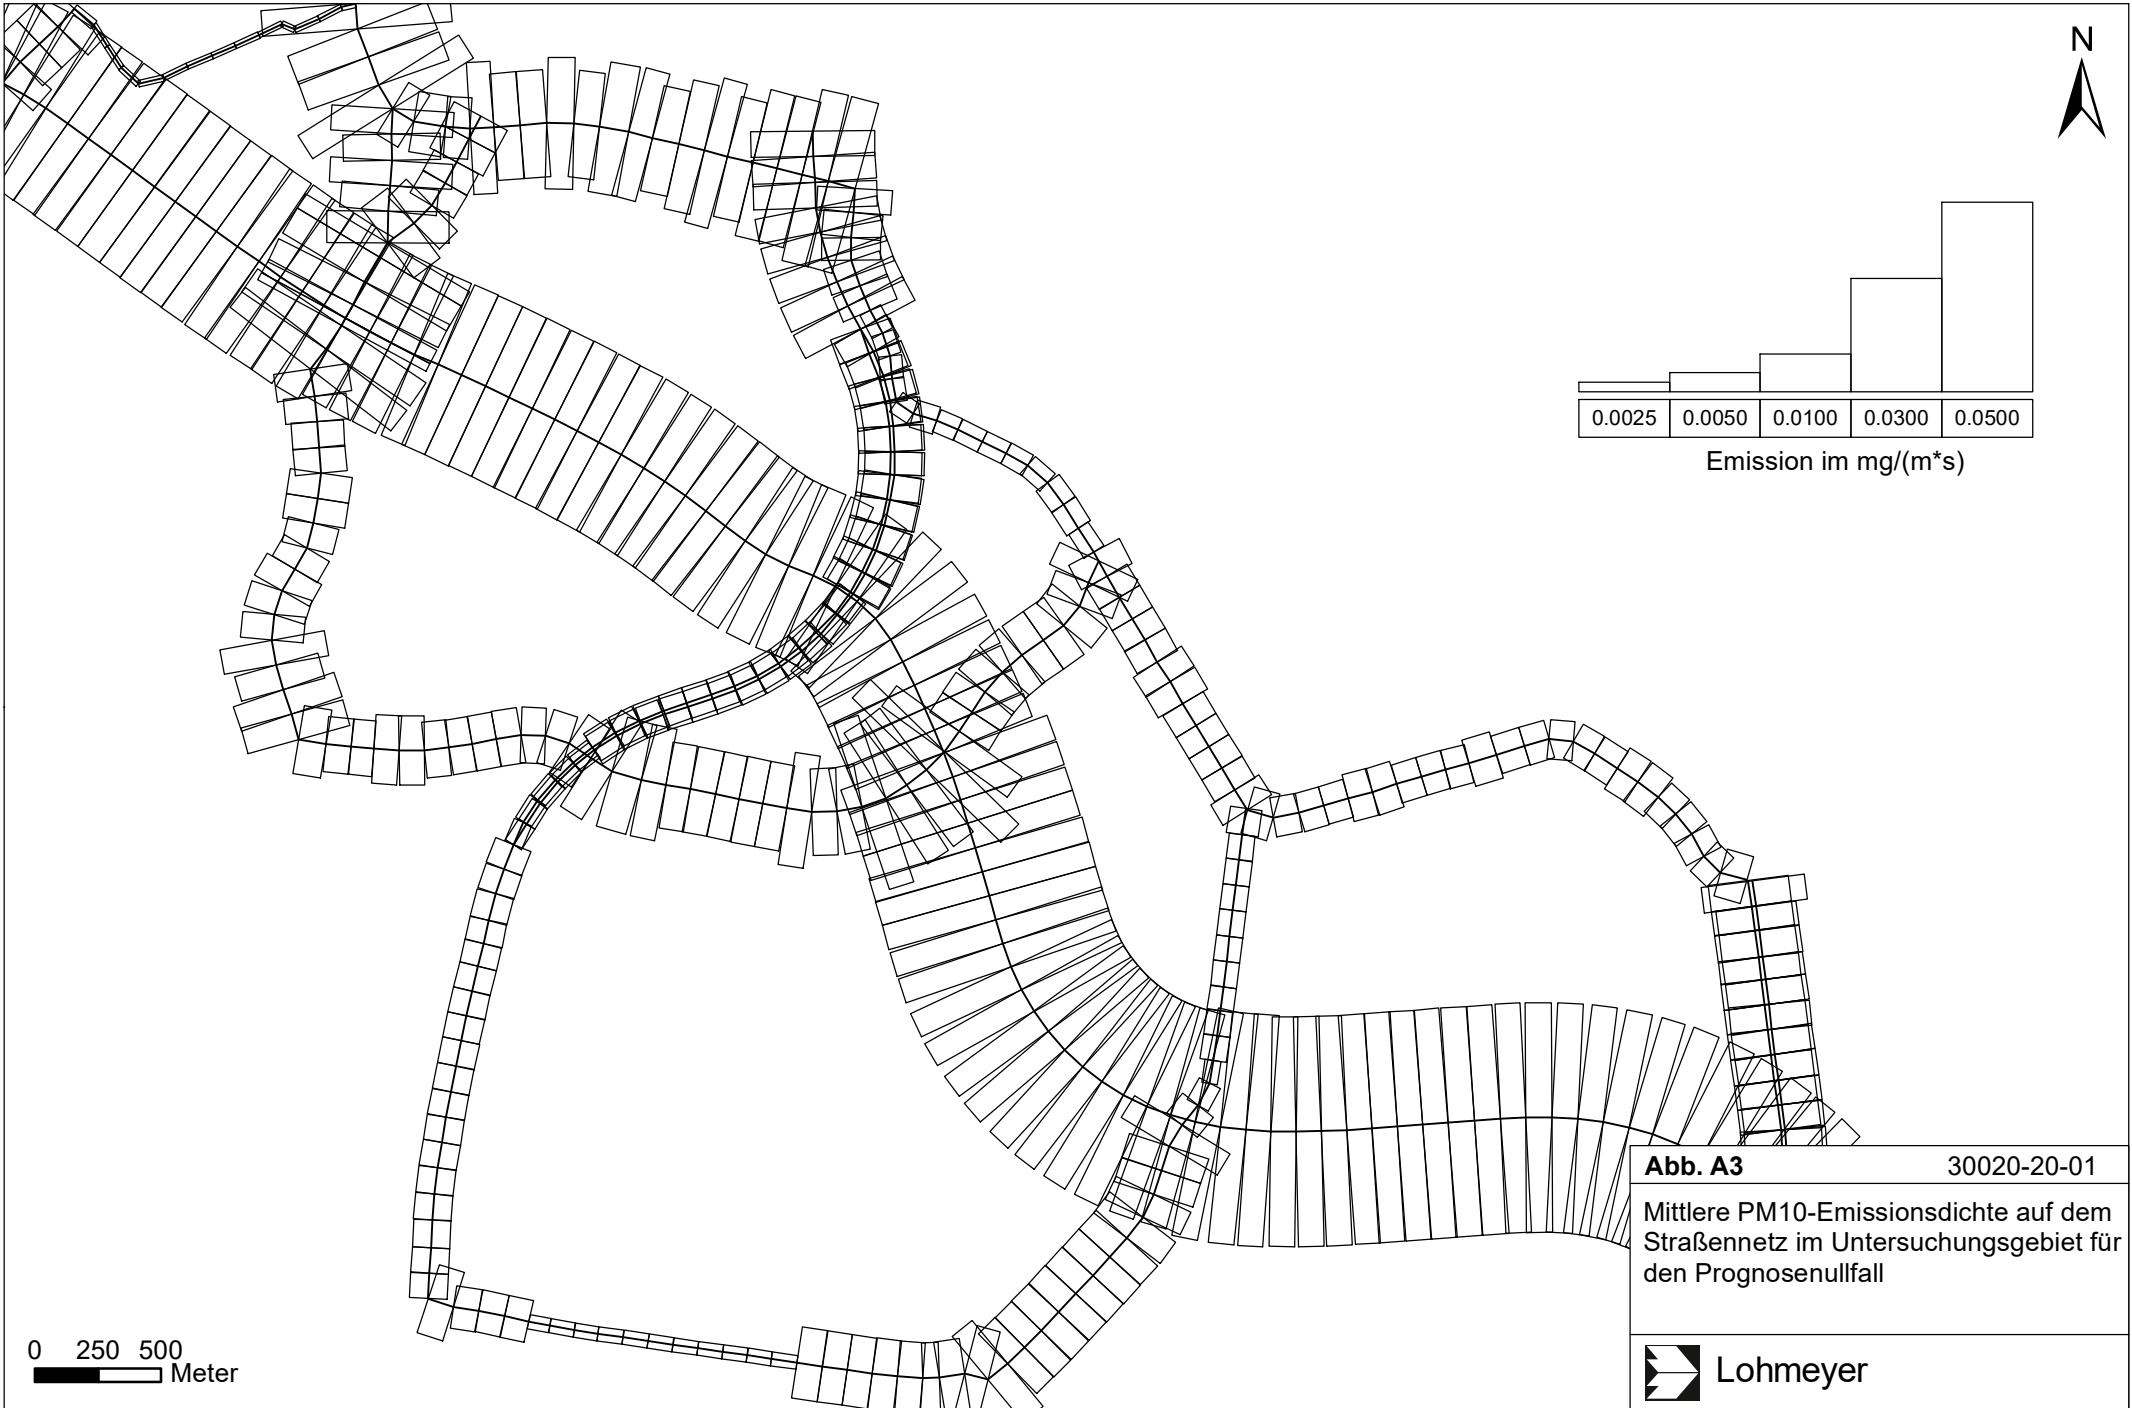 N
0.0025 0.0050 0.0100 0.0300 0.0500
Emission im mg/(m*s)
Abb. A3 30020-20-01
Mittlere PM10-Emissionsdichte auf dem
Straßennetz im Untersuchungsgebiet für
den Prognosenullfall
0 250 500
Meter
Lohmeyer